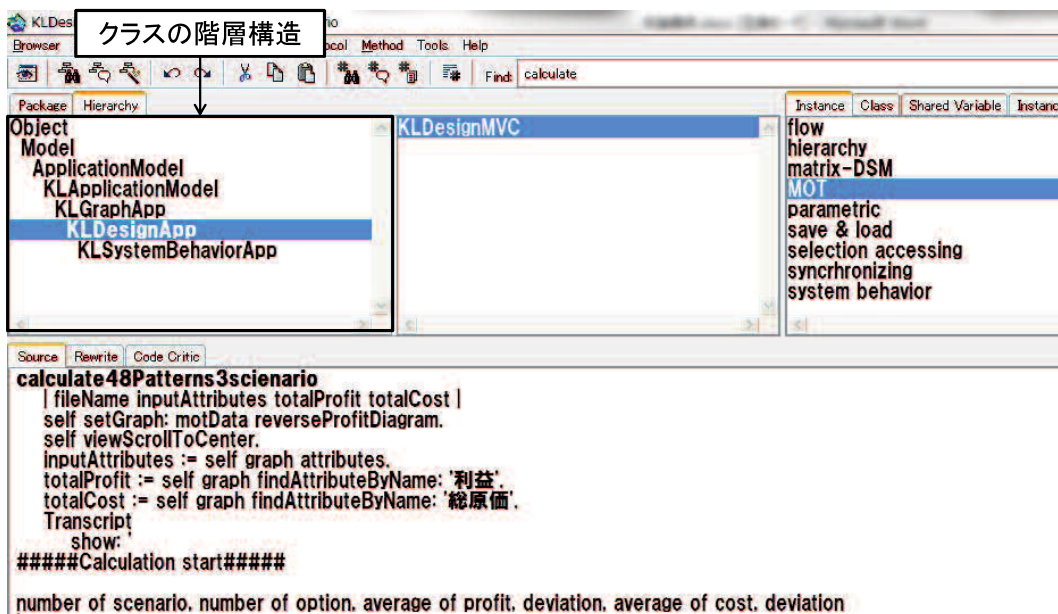 KLDes
io
クラスの階層構造
Browser
ocol Method Tools Help
Find: calculate
Package Hierarchy
Object
Model
ApplicationModel
KLApplicationModel
KLGraphApp
KLDesignApp
KLSystemBehaviorApp
KLDesignMVC
Instance Class Shared Variable Instanc
flow
hierarchy
matrix-DSM
MOT
parametric
save & load
selection accessing
syncrhronizing
system behavior
Source Rewrite Code Critic
calculate48Patterns3scienario
| fileName inputAttributes totalProfit totalCost |
self setGraph: motData reverseProfitDiagram.
self viewScrollToCenter.
inputAttributes := self graph attributes.
totalProfit := self graph findAttributeByName: '利益'.
totalCost := self graph findAttributeByName: '総原価'.
Transcript
show: '
#####Calculation start#####
number of scenario, number of option, average of profit, deviation, average of cost, deviation